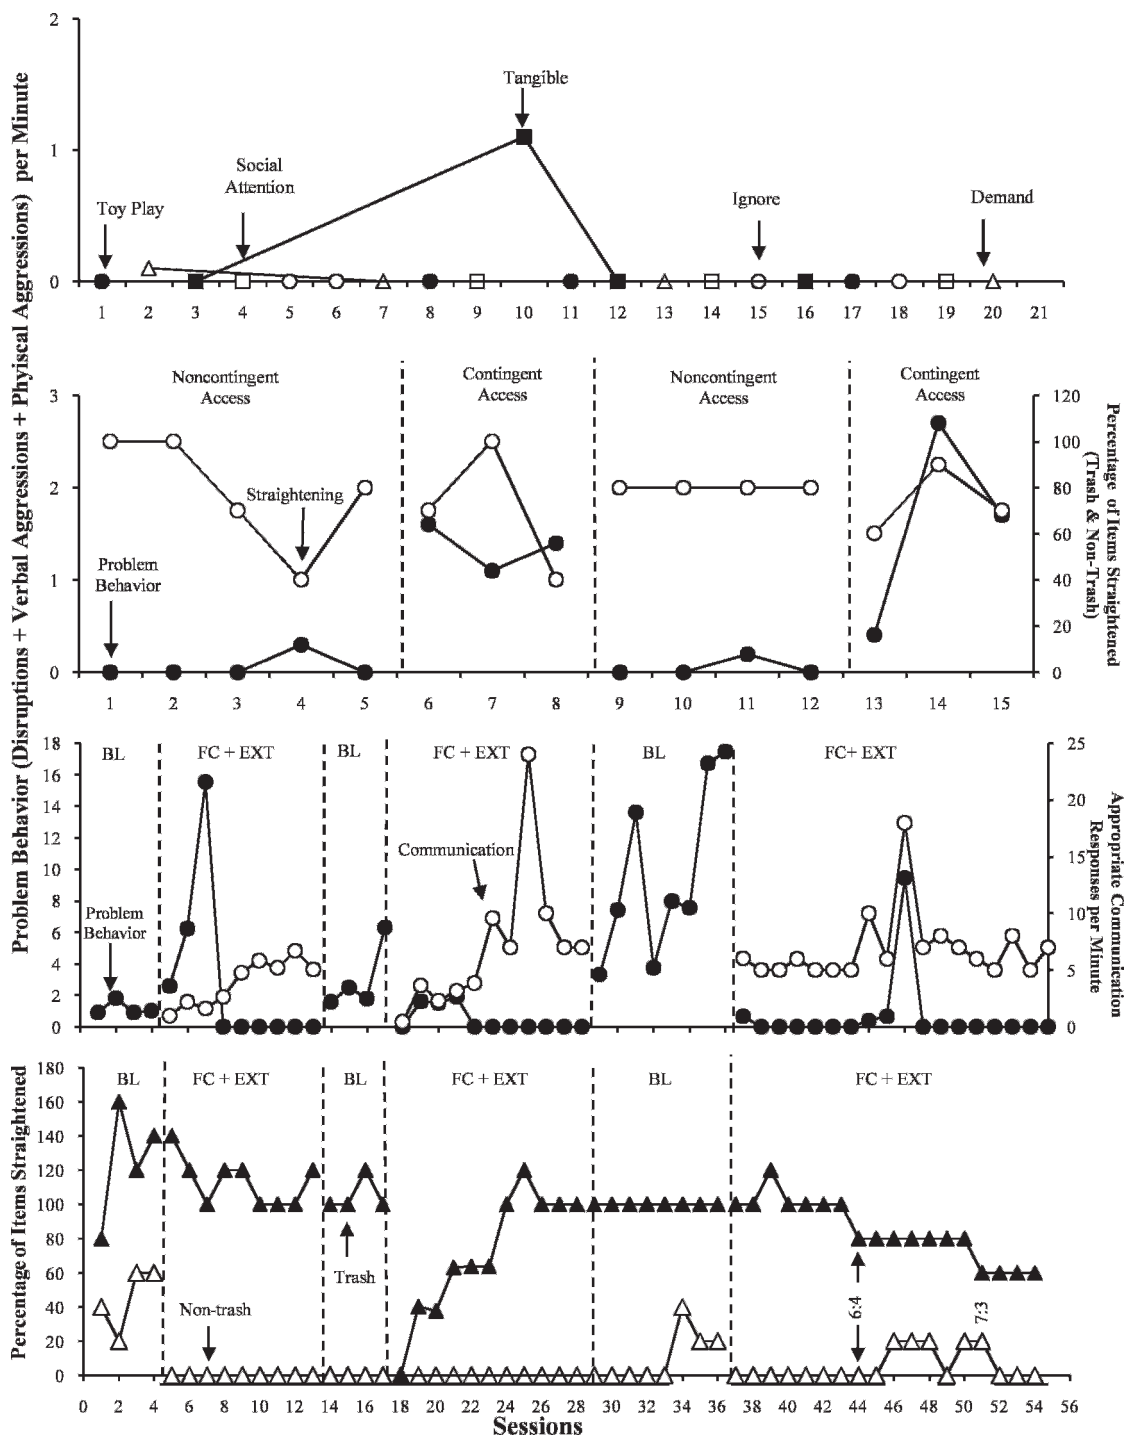 Problem Behavior (Disruptions + Verbal Aggressions + Phyiscal Aggressions) per Minute
2
1
0
Toy Play
Social
Attention
Tangible
Ignore
Demand
1 2 3 4 5 6 7 8 9 10 11 12 13 14 15 16 17 18 19 20 21
Noncontingent
Access
Contingent
Access
Noncontingent
Access
Contingent
Access
3
2
1
0
Straightening
Problem
Behavior
120
100
80
60
40
20
0
Percentage of Items Straightened
(Trash & Non-Trash)
1 2 3 4 5 6 7 8 9 10 11 12 13 14 15
18
16
14
12
10
8
6
4
2
0
BL
FC + EXT
BL
FC + EXT
BL
FC+ EXT
Communication
Problem
Behavior
25
20
15
10
5
0
Appropriate Communication
Responses per Minute
Percentage of Items Straightened
180
160
140
120
100
80
60
40
20
0
BL
FC + EXT
BL
FC + EXT
BL
FC + EXT
Trash
Non-trash
6:4
7:3
0 2 4 6 8 10 12 14 16 18 20 22 24 26 28 30 32 34 36 38 40 42 44 46 48 50 51 54 56
Sessions